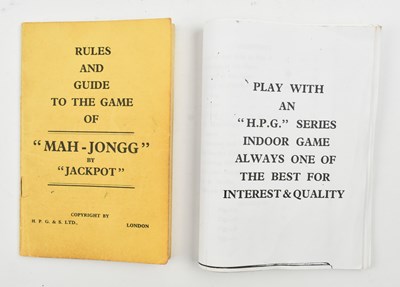 RULES
AND
GUIDE
TO THE GAME
OF
"MAH-JONGG"
BY
"JACKPOT"
COPYRIGHT BY
H. P. G. & S. LTD., LONDON
PLAY WITH
AN
"H.P.G." SERIES
INDOOR GAME
ALWAYS ONE OF
THE BEST FOR
INTEREST & QUALITY